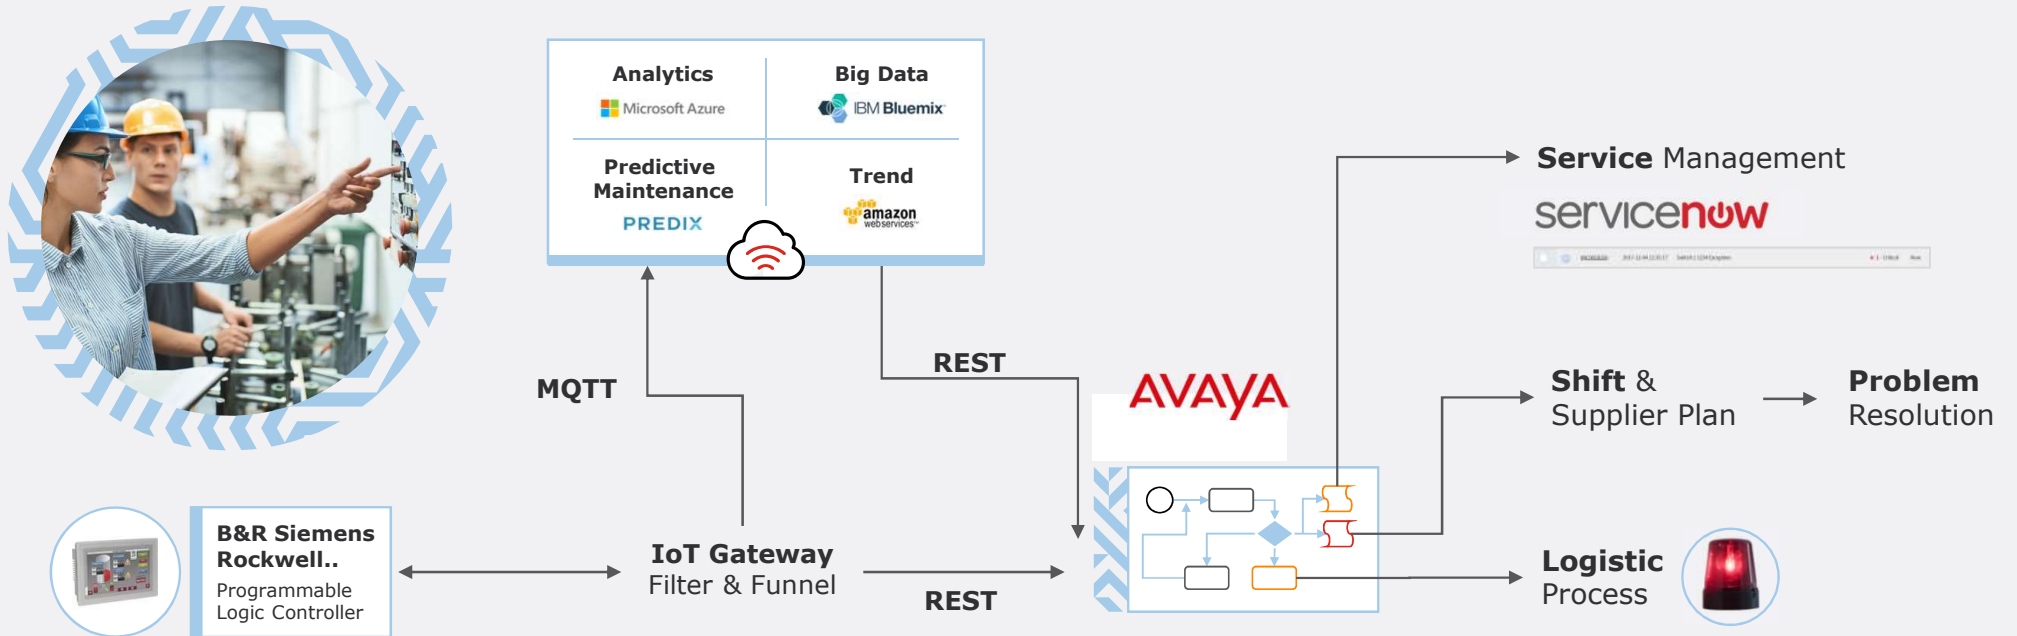 Analytics
Microsoft Azure
Big Data
IBM Bluemix
Predictive
Maintenance
PREDIX
Trend
amazon
webservices™
MQTT
REST
AVAYA
Service Management
servicenow
Shift &
Supplier Plan
Problem
Resolution
B&R Siemens
Rockwell..
Programmable
Logic Controller
IoT Gateway
Filter & Funnel
REST
Logistic
Process